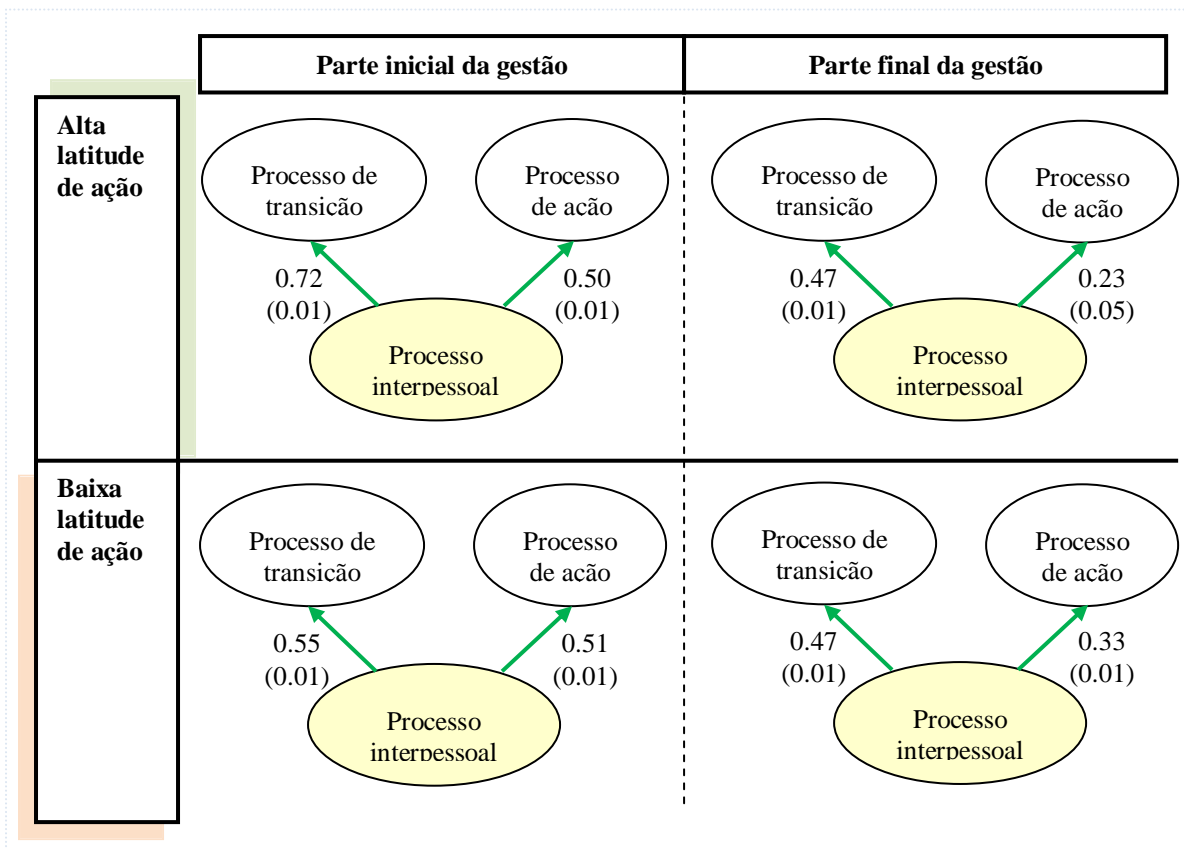 Parte inicial da gestão
Parte final da gestão
Alta
latitude
de ação
Processo de
transicão
Processo
de acão
0.72
(0.01)
0.50
(0.01)
Processo
interpessoal
Processo de
transicão
Processo
de acão
0.47
(0.01)
0.23
(0.05)
Processo
interpessoal
Baixa
latitude
de ação
Processo de
transicão
Processo
de acão
0.55
(0.01)
0.51
(0.01)
Processo
interpessoal
Processo de
transicão
Processo
de acão
0.47
(0.01)
0.33
(0.01)
Processo
interpessoal